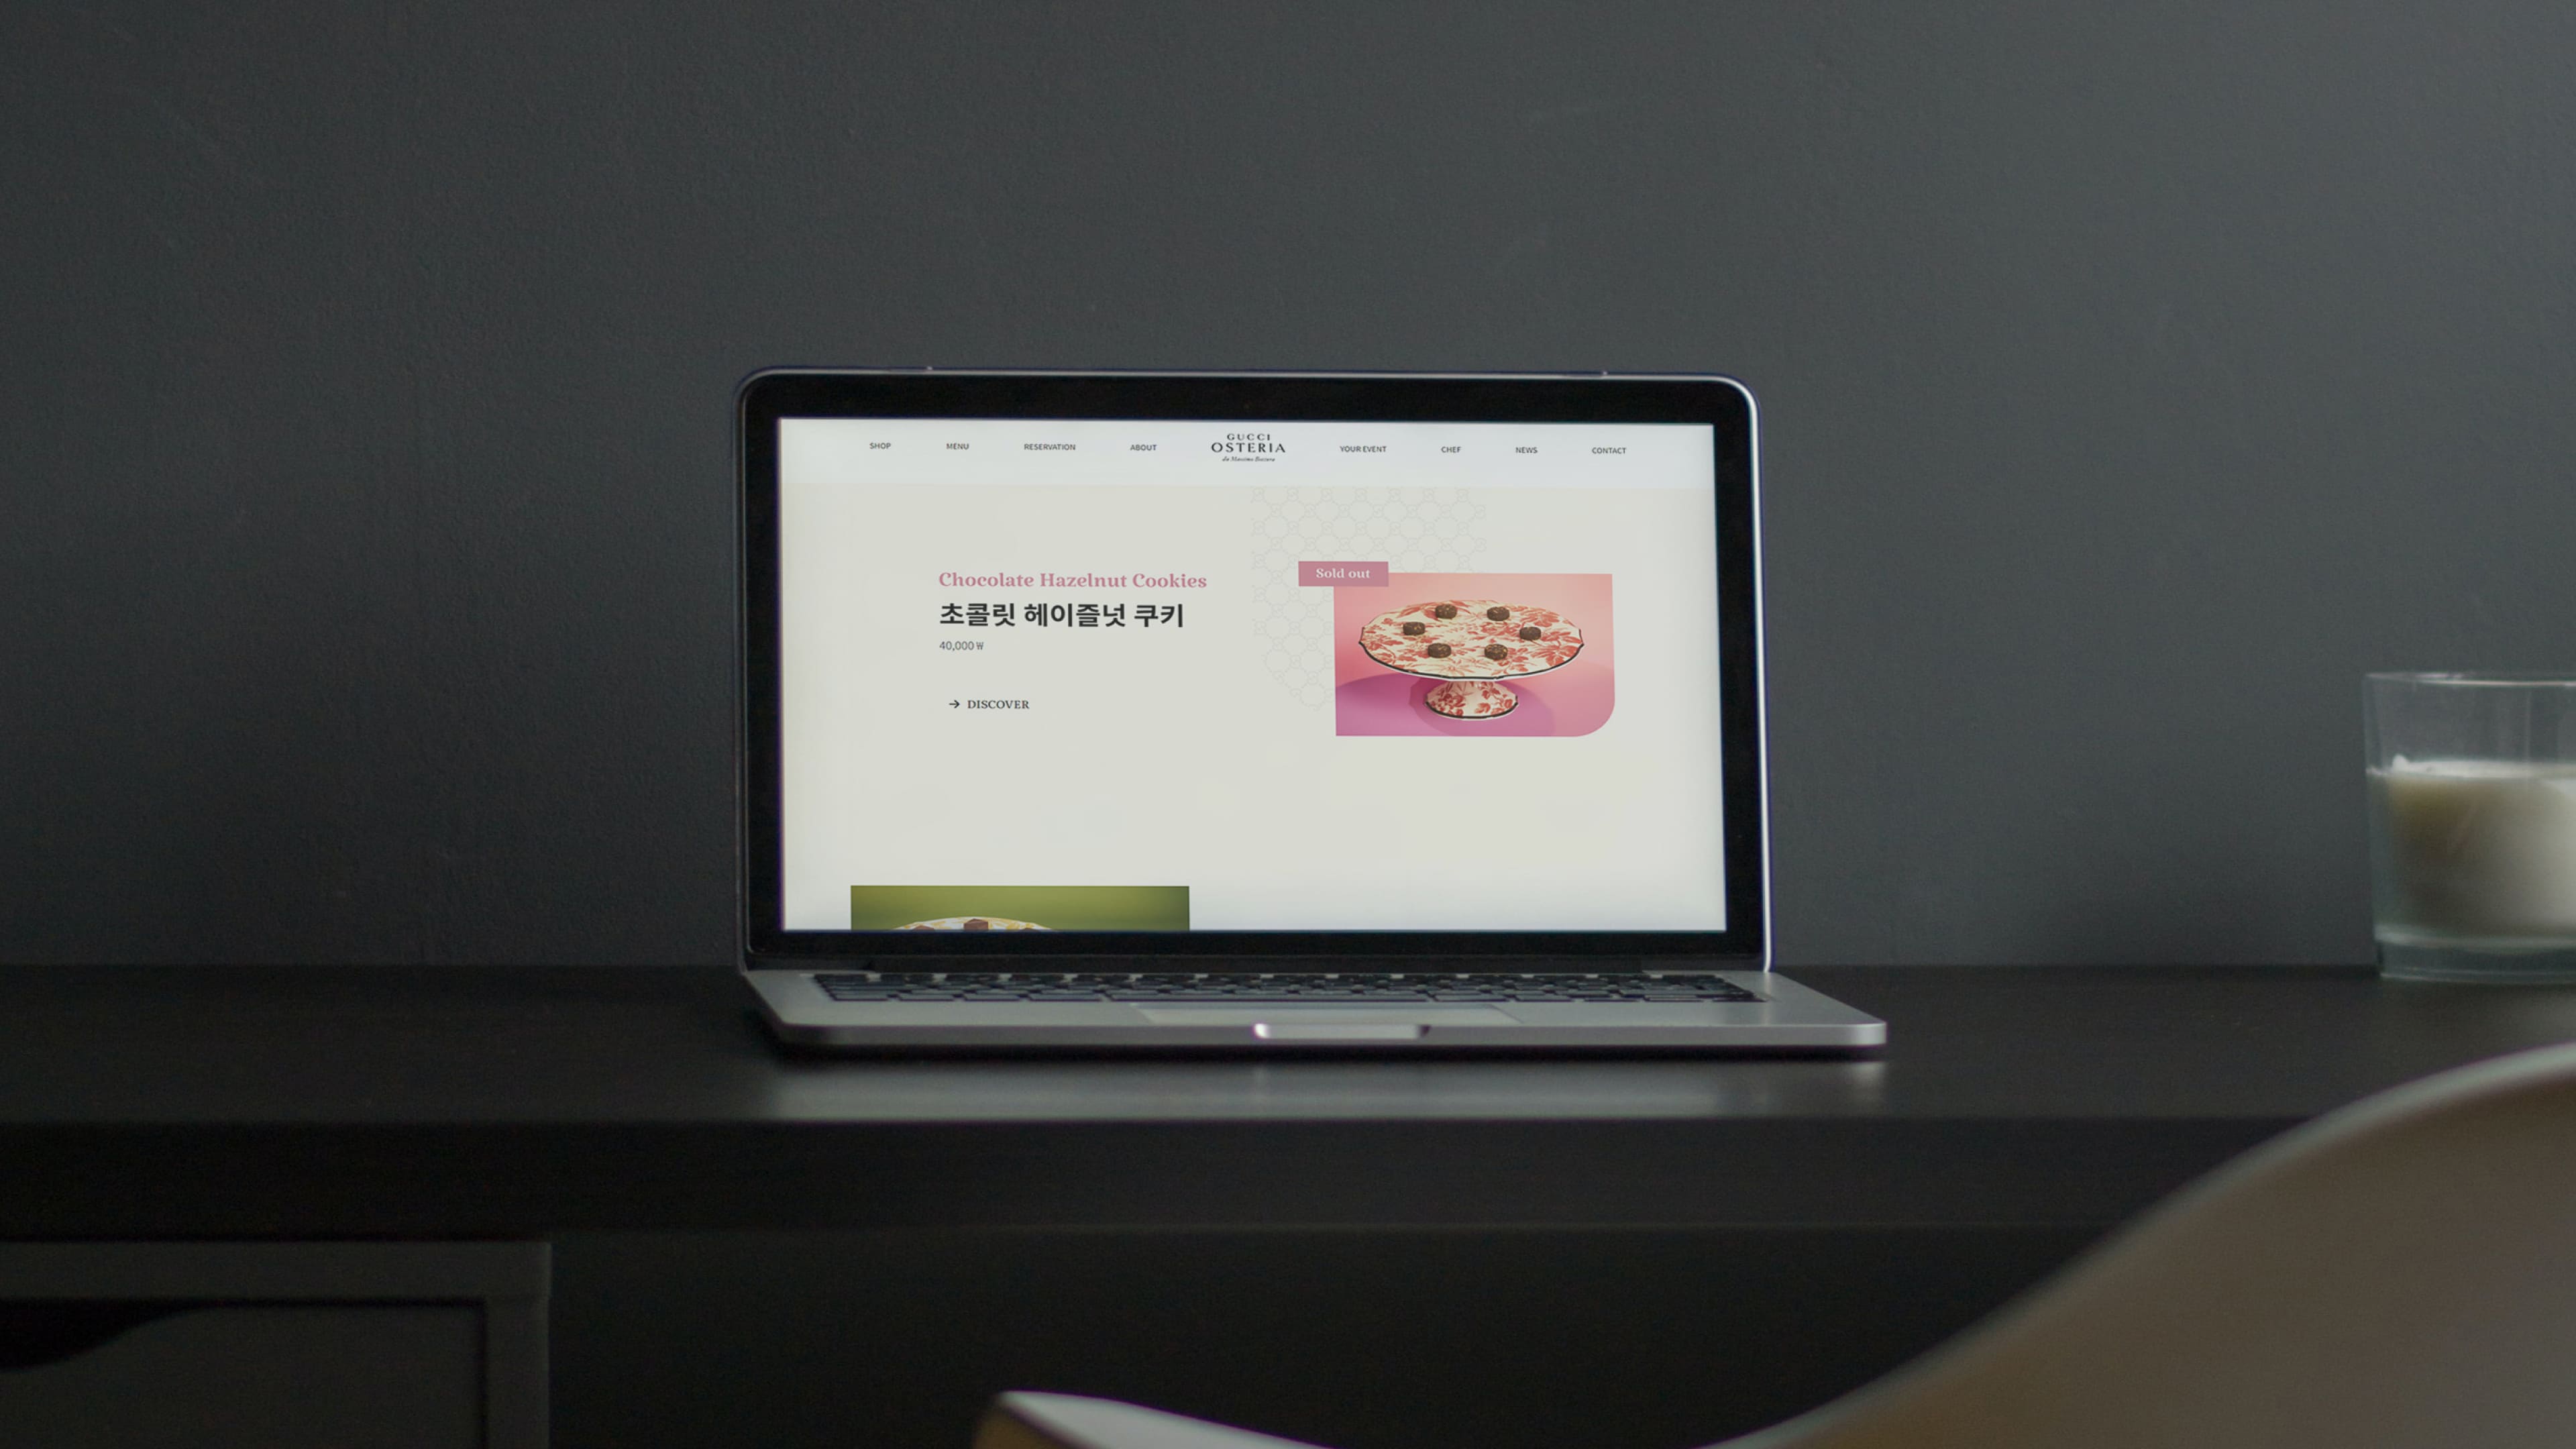 SHOP
MENU
RESERVATION
ABOUT
GUCCI
OSTERIA
da Massimo Bottura
YOUR EVENT
CHEF
NEWS
CONTACT
Chocolate Hazelnut Cookies
초콜릿 헤이즐넛 쿠키
40,000 ₩
→ DISCOVER
Sold out